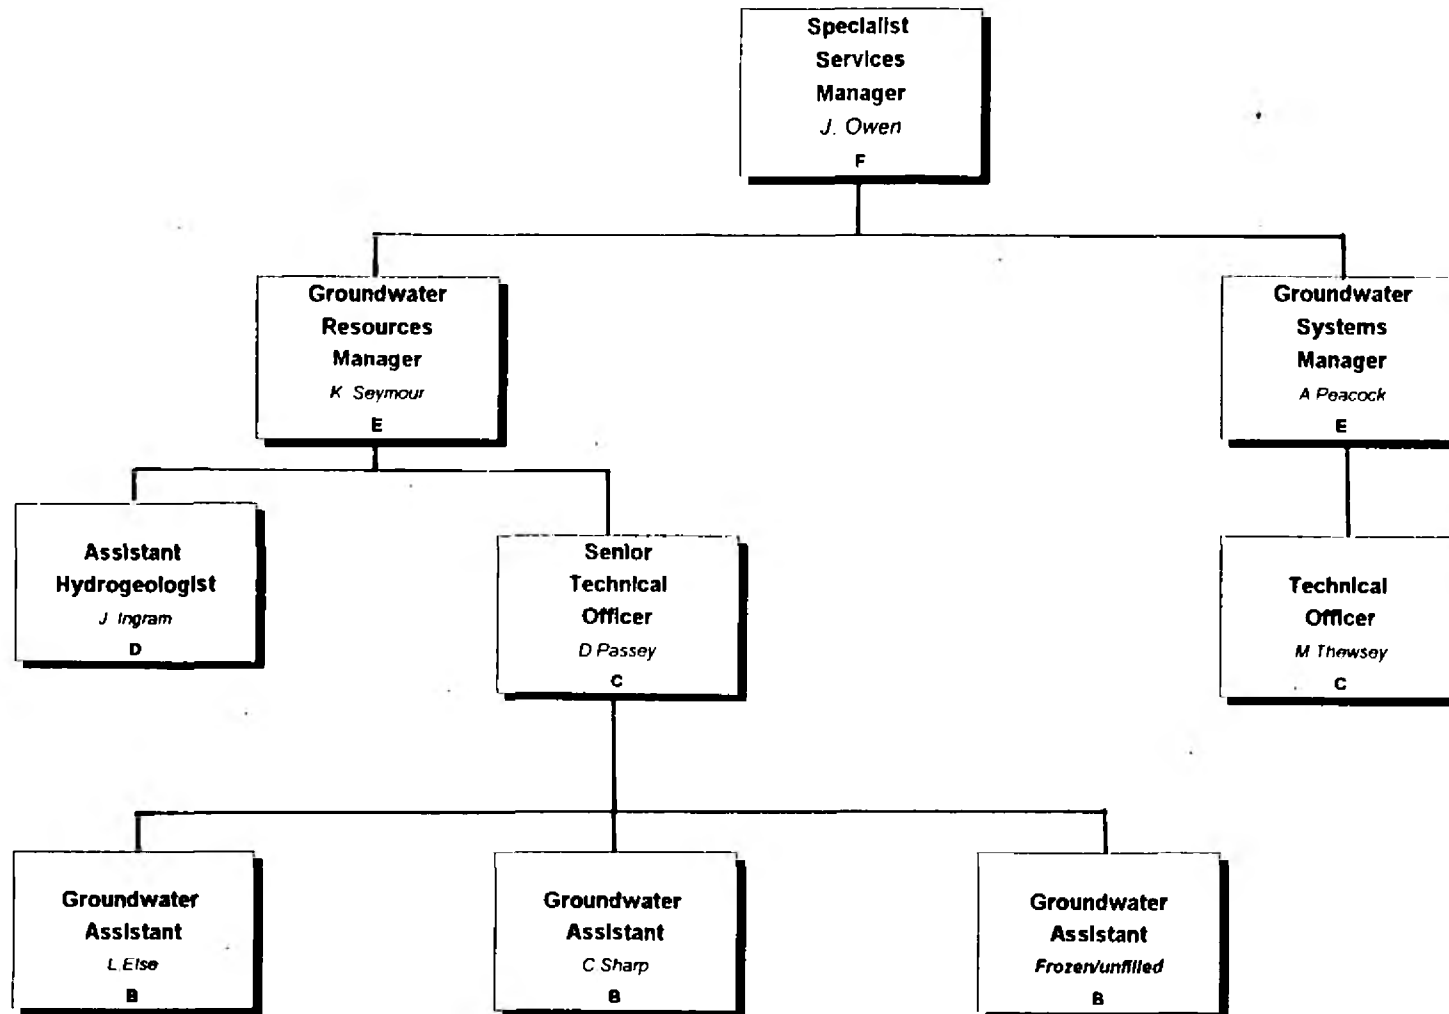 Specialist
Services
Manager
J. Owen
F
Groundwater
Resources
Manager
K Seymour
E
Groundwater
Systems
Manager
A Peacock
E
Assistant
Hydrogeologist
J Ingram
D
Senior
Technical
Officer
D Passey
C
Technical
Officer
M Thewsey
C
Groundwater
Assistant
L.Else
B
Groundwater
Assistant
C Sharp
B
Groundwater
Assistant
Frozen/unfilled
B